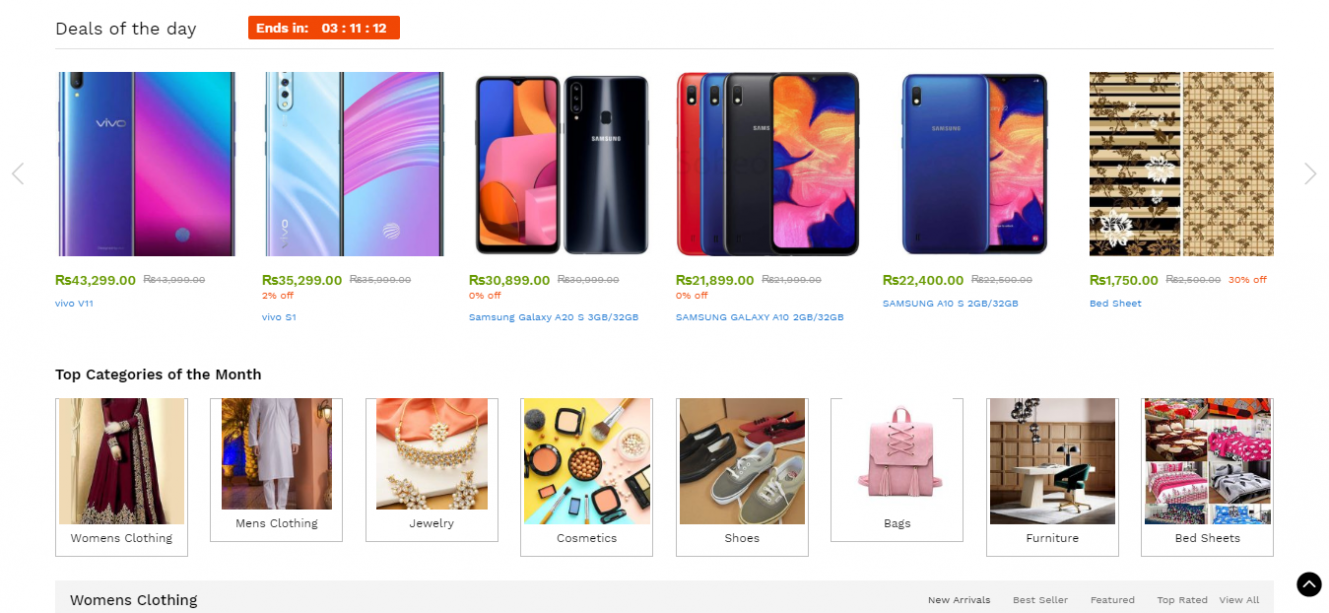 Deals of the day
Ends in: 03 : 11 : 12
vivo
vivo
SAMSUNG
SAMS
SAMSUNG
Rs43,299.00 Rs43,999.00
vivo V11
Rs35,299.00 Rs35,999.00
2% off
vivo S1
Rs30,899.00 Rs30,999.00
0% off
Samsung Galaxy A20 S 3GB/32GB
Rs21,899.00 Rs21,999.00
0% off
SAMSUNG GALAXY A10 2GB/32GB
Rs22,400.00 Rs22,500.00
SAMSUNG A10 S 2GB/32GB
Rs1,750.00 Rs2,500.00 30% off
Bed Sheet
Top Categories of the Month
Womens Clothing
Mens Clothing
Jewelry
Cosmetics
Shoes
Bags
Furniture
Bed Sheets
Womens Clothing
New Arrivals Best Seller Featured Top Rated View All